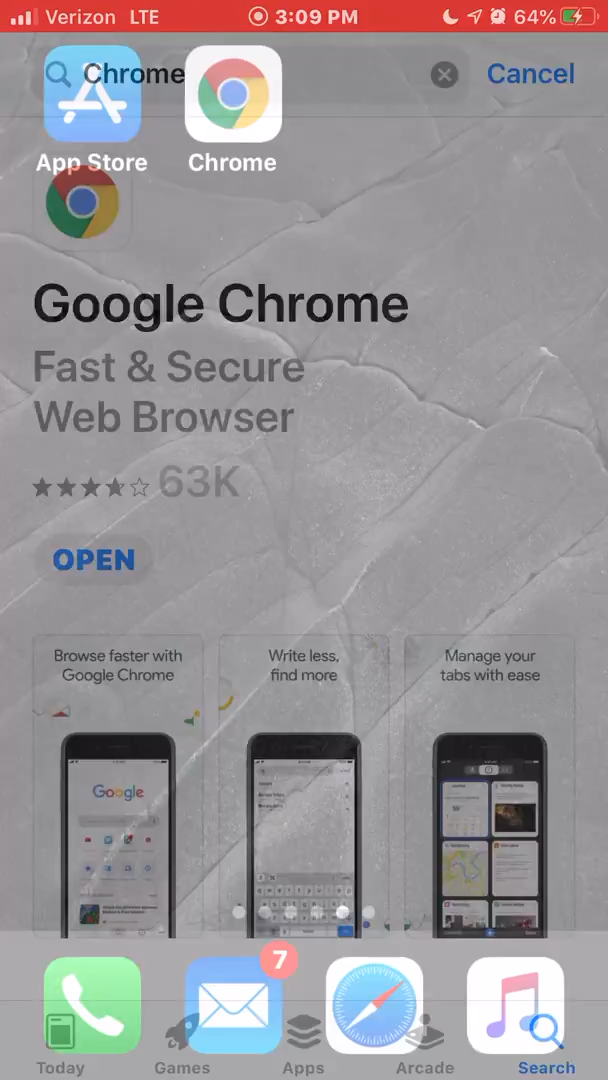 Verizon LTE 3:09 PM 64%
Chrome Cancel
App Store Chrome
Google Chrome
Fast & Secure
Web Browser
63K
OPEN
Browse faster with
Google Chrome
Write less,
find more
Manage your
tabs with ease
Google
7
Today Games Apps Arcade Search